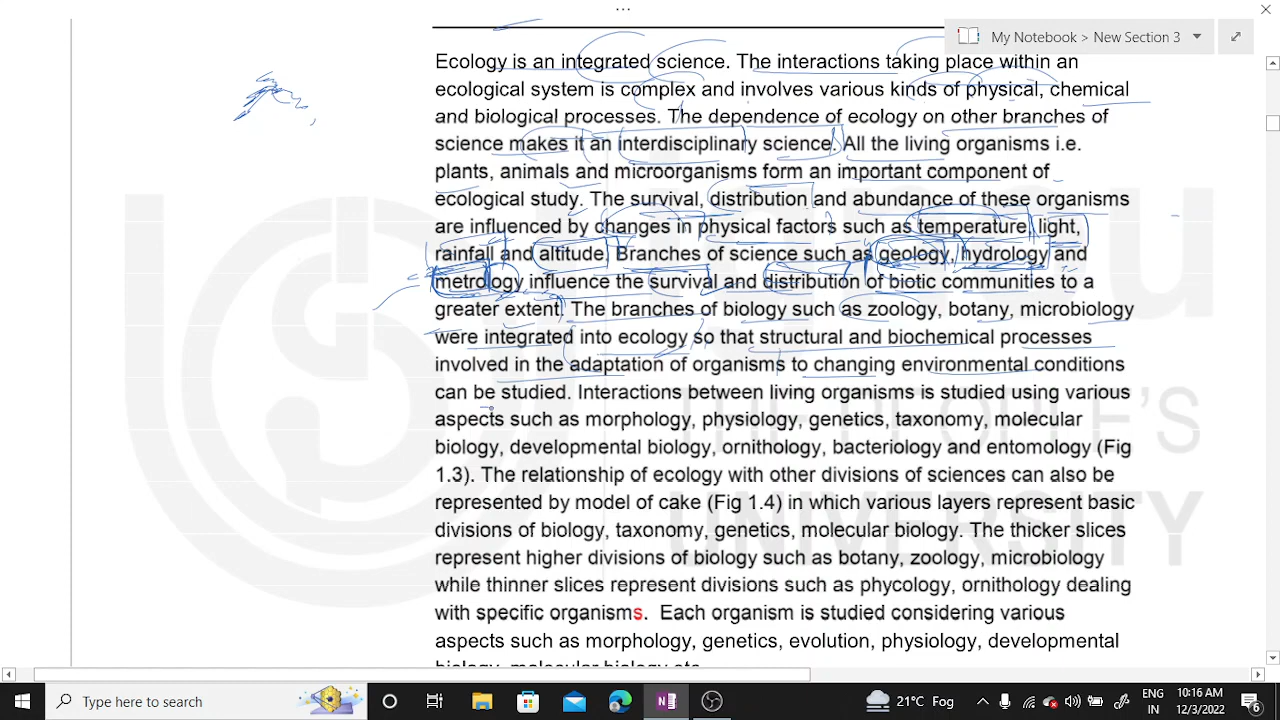 ...
My Notebook > New Section 3
Ecology is an integrated science. The interactions taking place within an
ecological system is complex and involves various kinds of physical, chemical
and biological processes. The dependence of ecology on other branches of
science makes it an interdisciplinary science. All the living organisms i.e.
plants, animals and microorganisms form an important component of
ecological study. The survival, distribution and abundance of these organisms
are influenced by changes in physical factors such as temperature, light,
rainfall and altitude. Branches of science such as geology, hydrology and
metrology influence the survival and distribution of biotic communities to a
greater extent. The branches of biology such as zoology, botany, microbiology
were integrated into ecology so that structural and biochemical processes
involved in the adaptation of organisms to changing environmental conditions
can be studied. Interactions between living organisms is studied using various
aspects such as morphology, physiology, genetics, taxonomy, molecular
biology, developmental biology, ornithology, bacteriology and entomology (Fig
1.3). The relationship of ecology with other divisions of sciences can also be
represented by model of cake (Fig 1.4) in which various layers represent basic
divisions of biology, taxonomy, genetics, molecular biology. The thicker slices
represent higher divisions of biology such as botany, zoology, microbiology
while thinner slices represent divisions such as phycology, ornithology dealing
with specific organisms. Each organism is studied considering various
aspects such as morphology, genetics, evolution, physiology, developmental
biology, molecular biology etc
THE PEOPLE'S
UNIVERSITY
Type here to search
21°C Fog
ENG
IN
10:16 AM
12/3/2022
6